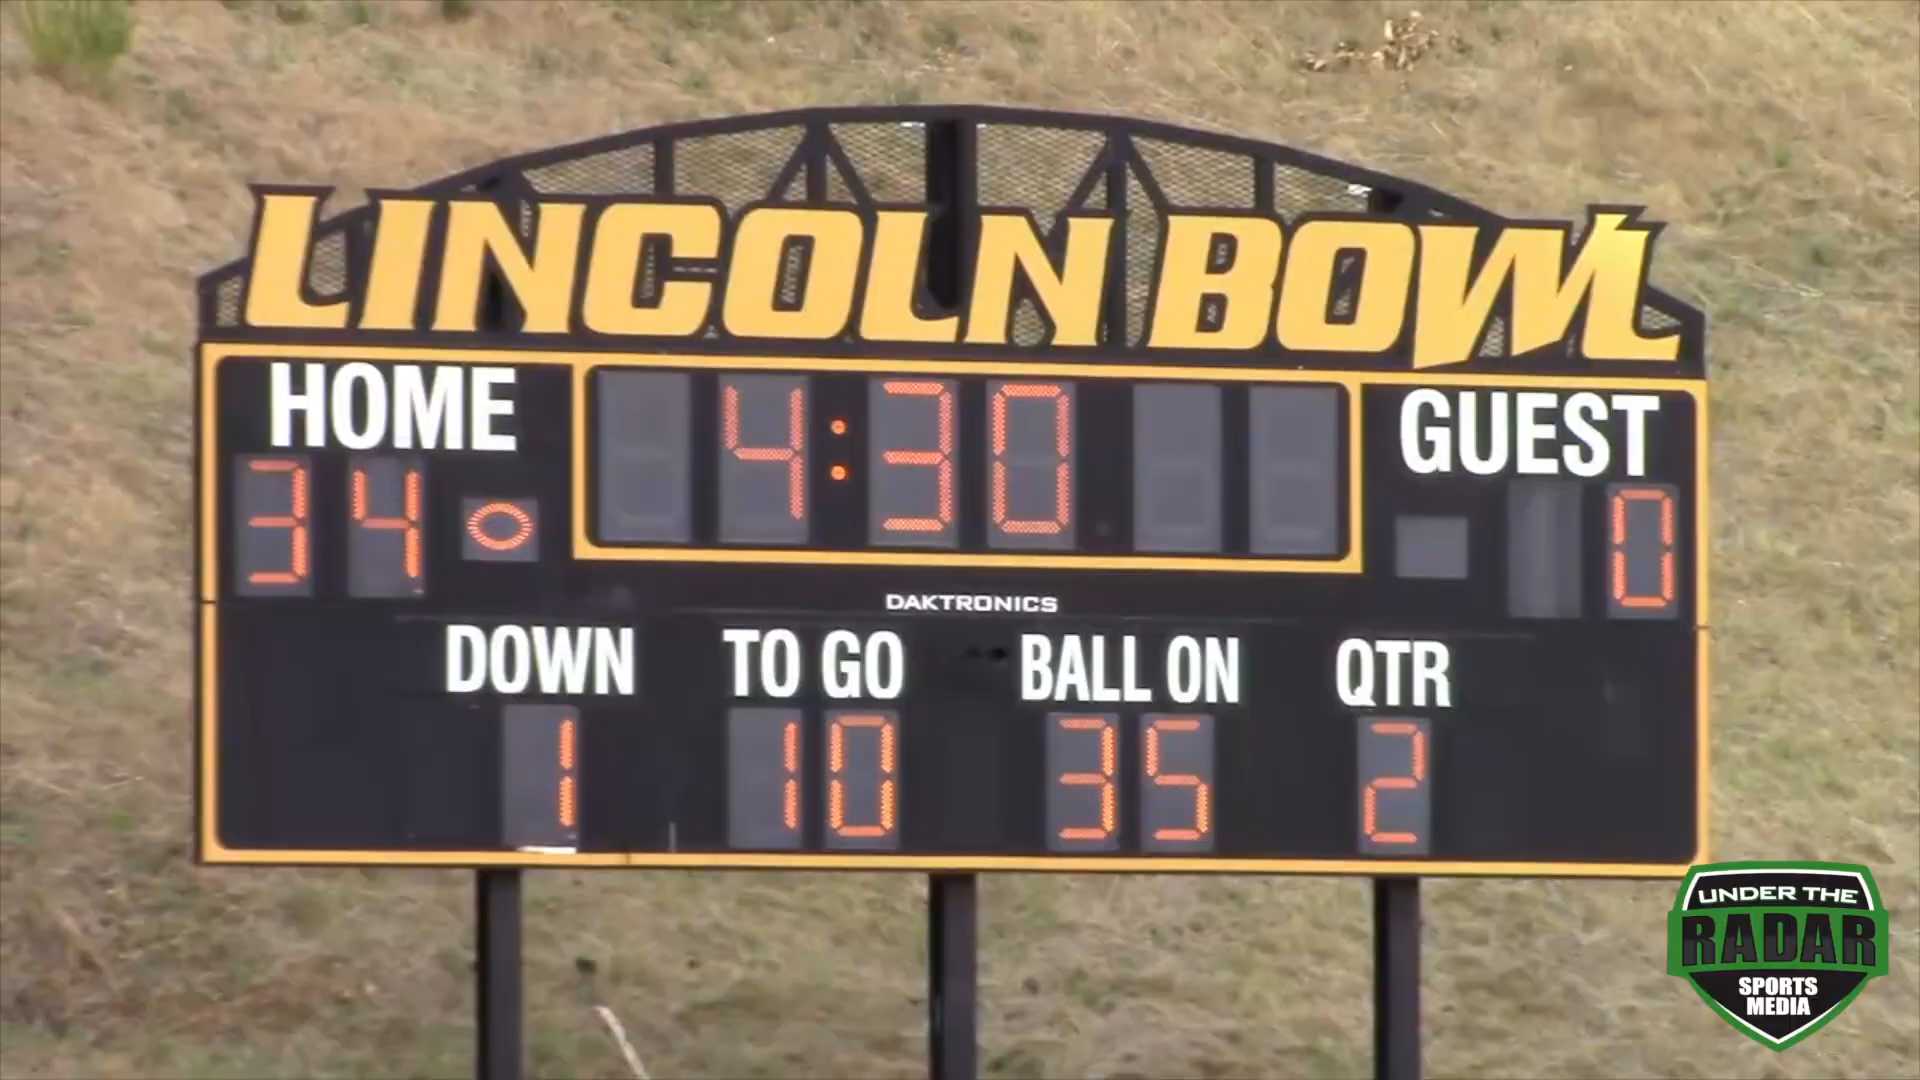 LINCOLN BOWL
HOME 4:30 GUEST
34 0
DAKTRONICS
DOWN TO GO BALL ON QTR
1 10 35 2
UNDER THE
RADAR
SPORTS
MEDIA